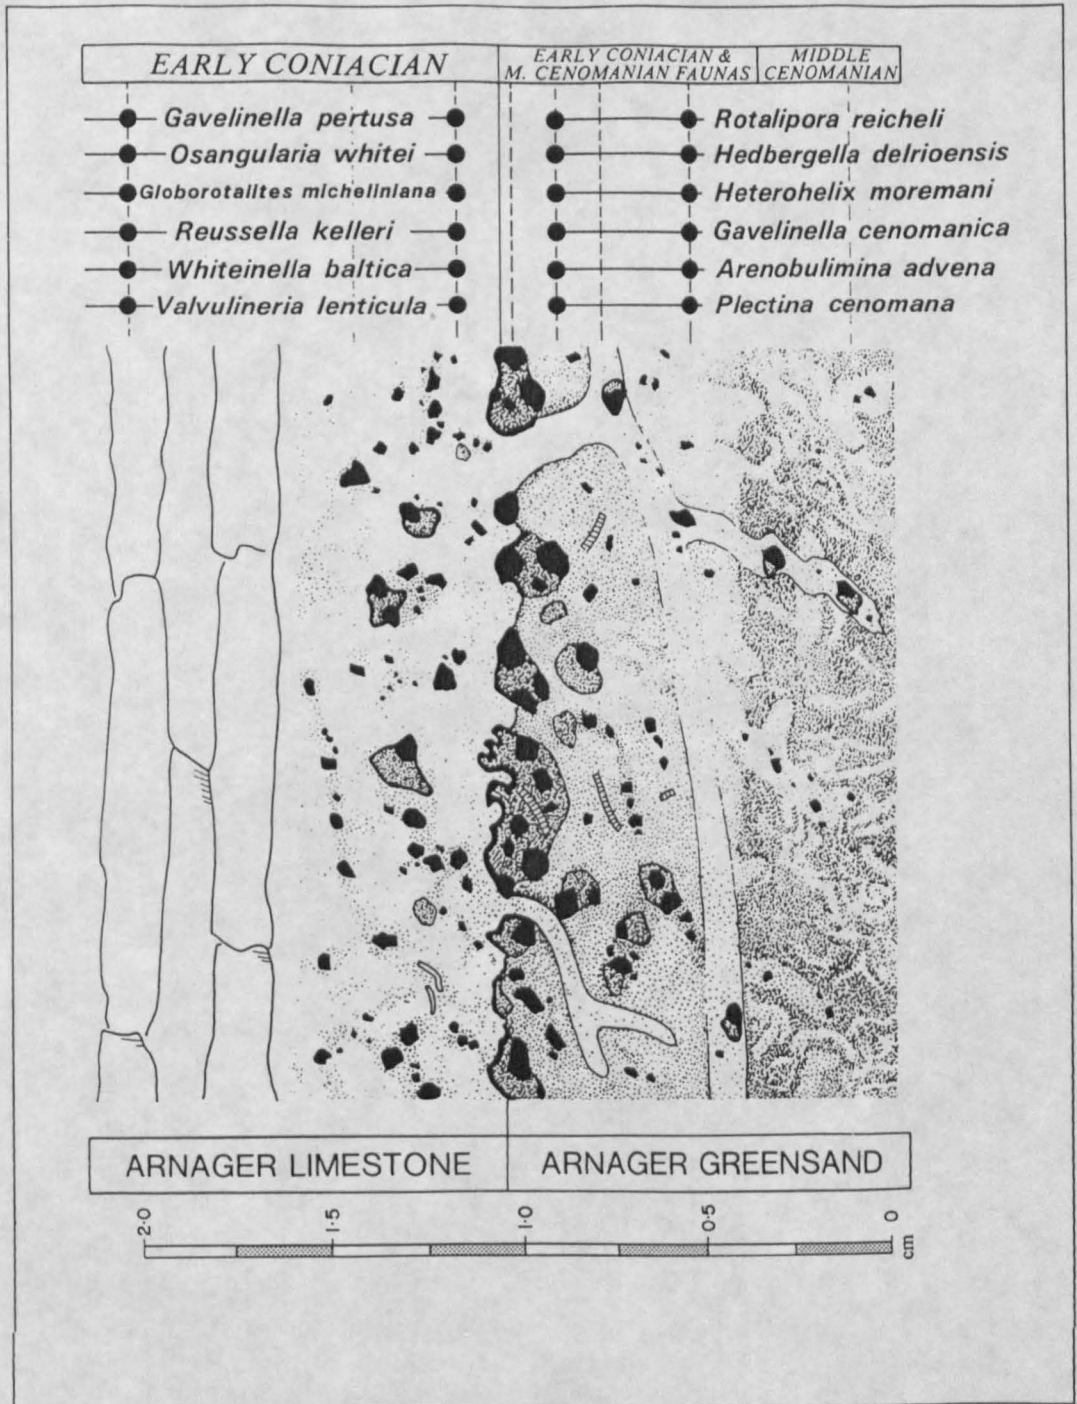 EARLY CONIACIAN
EARLY CONIACIAN &
M. CENOMANIAN FAUNAS
MIDDLE
CENOMANIAN
Gavelinella pertusa
Osangularia whitei
Globorotalites micheliniana
Reussella kelleri
Whiteinella baltica
Valvulineria lenticula
Rotalipora reicheli
Hedbergella delrioensis
Heterohelix moremani
Gavelinella cenomanica
Arenobulimina advena
Plectina cenomana
ARNAGER LIMESTONE
ARNAGER GREENSAND
2·0
1·5
1·0
0·5
0
cm